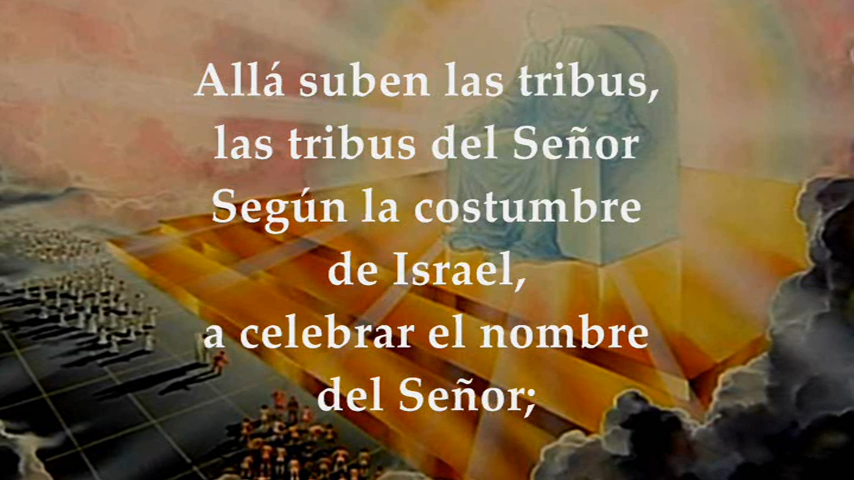 Allá suben las tribus,
las tribus del Señor
Según la costumbre
de Israel,
a celebrar el nombre
del Señor;